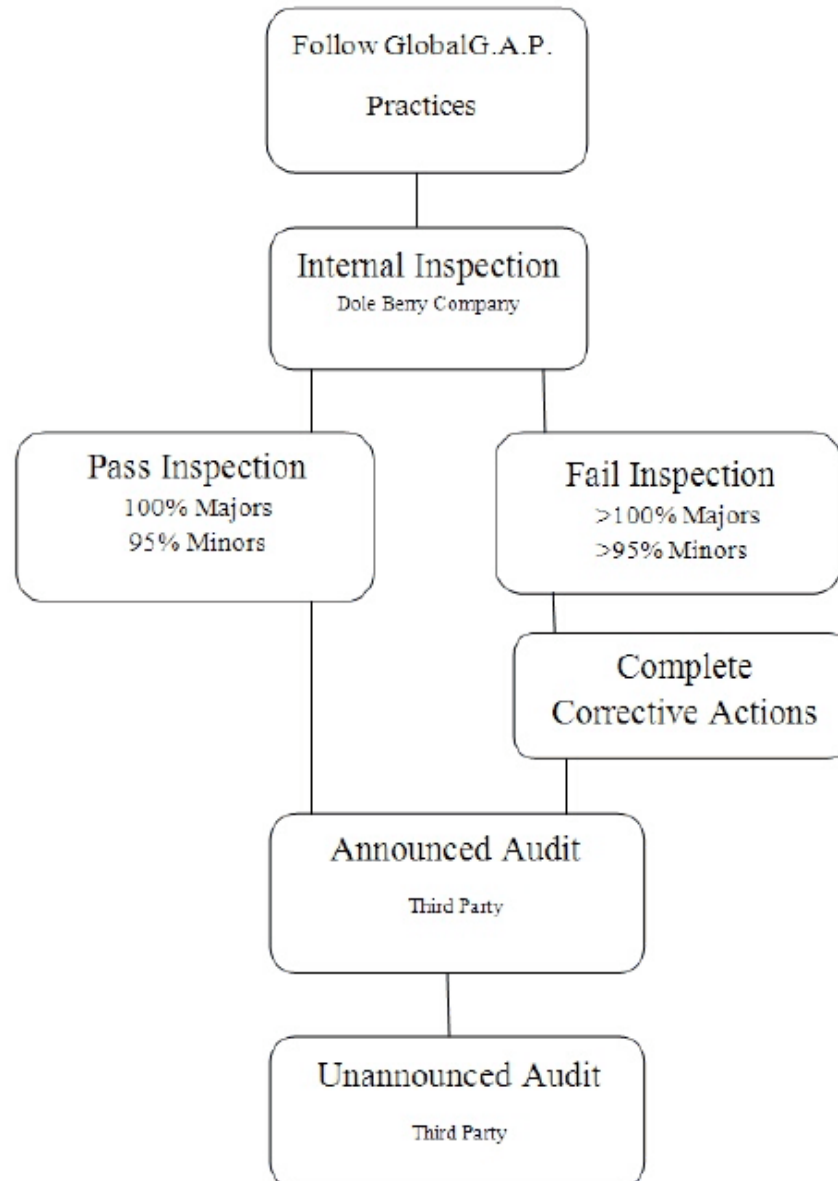 Follow GlobalG.A.P.
Practices
Internal Inspection
Dole Berry Company
Pass Inspection
100% Majors
95% Minors
Fail Inspection
>100% Majors
>95% Minors
Complete
Corrective Actions
Announced Audit
Third Party
Unannounced Audit
Third Party